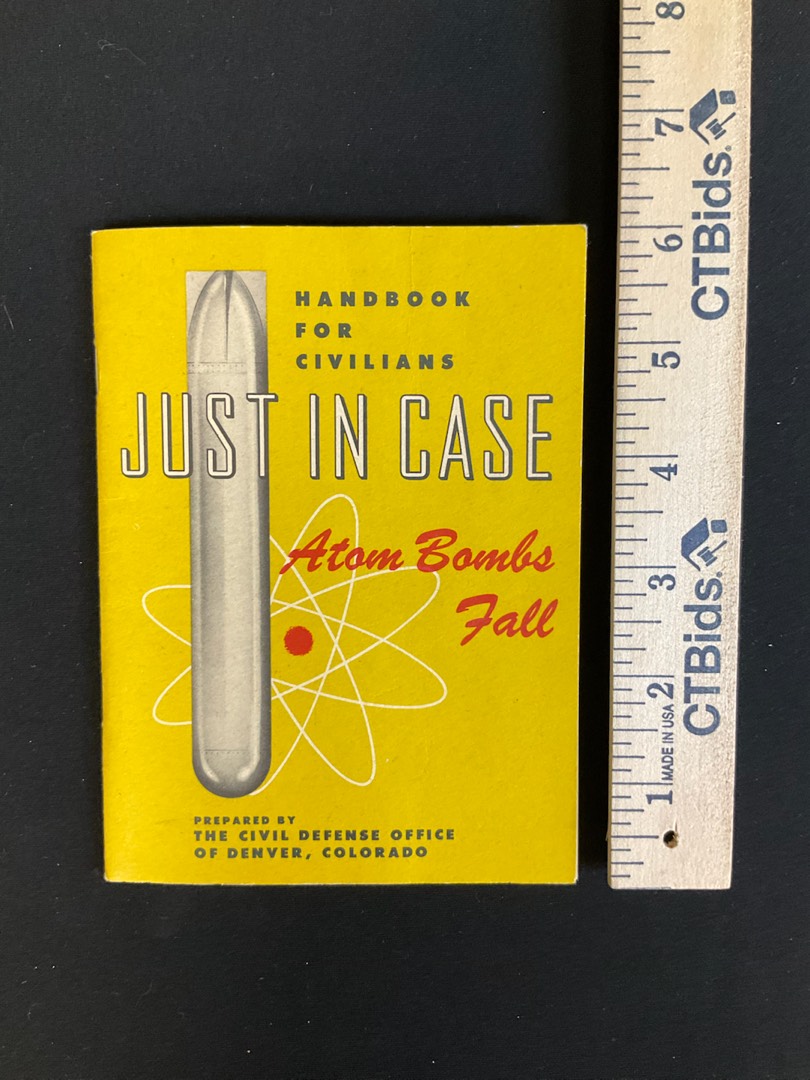 HANDBOOK
FOR
CIVILIANS
JUST IN CASE
Atom Bombs
Fall
PREPARED BY
THE CIVIL DEFENSE OFFICE
OF DENVER, COLORADO
8
7
6
5
4
3
2
1
MADE IN USA
CTBids.
CTBids.